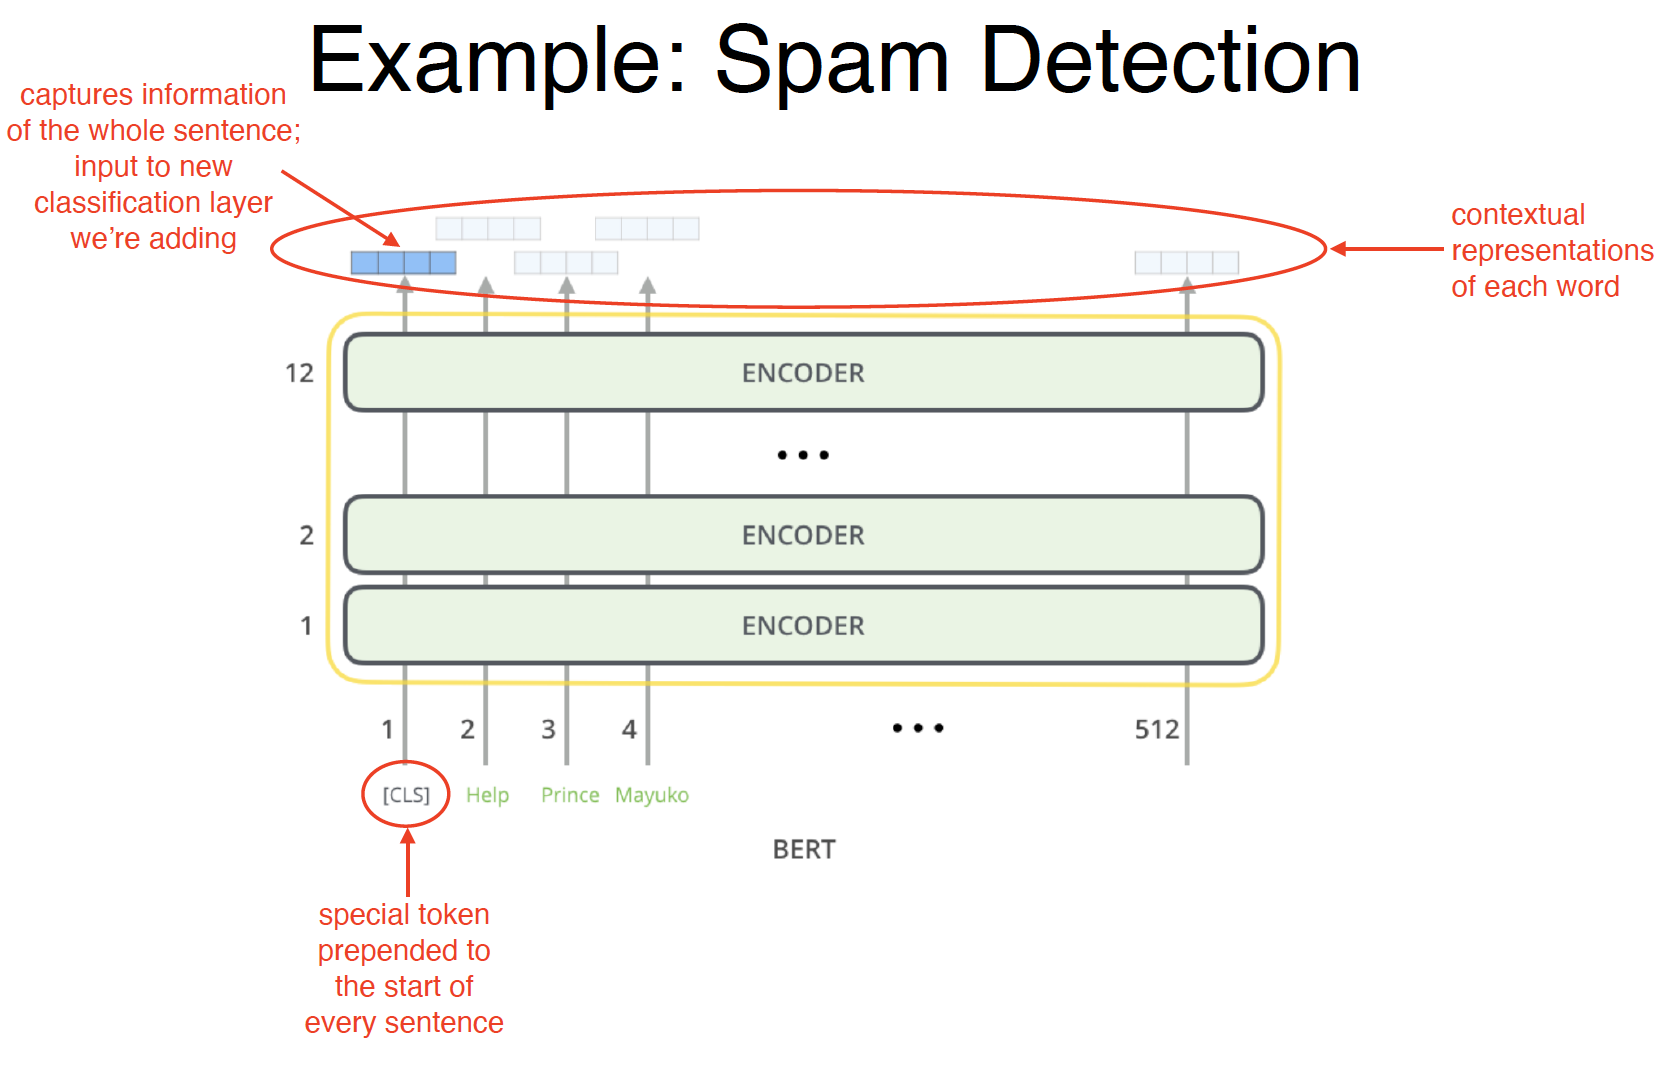 Example: Spam Detection
captures information
of the whole sentence;
input to new
classification layer
we're adding
contextual
representations
of each word
12
ENCODER
...
2
ENCODER
1
ENCODER
1
2
3
4
...
512
[CLS]
Help
Prince
Mayuko
BERT
special token
prepended to
the start of
every sentence